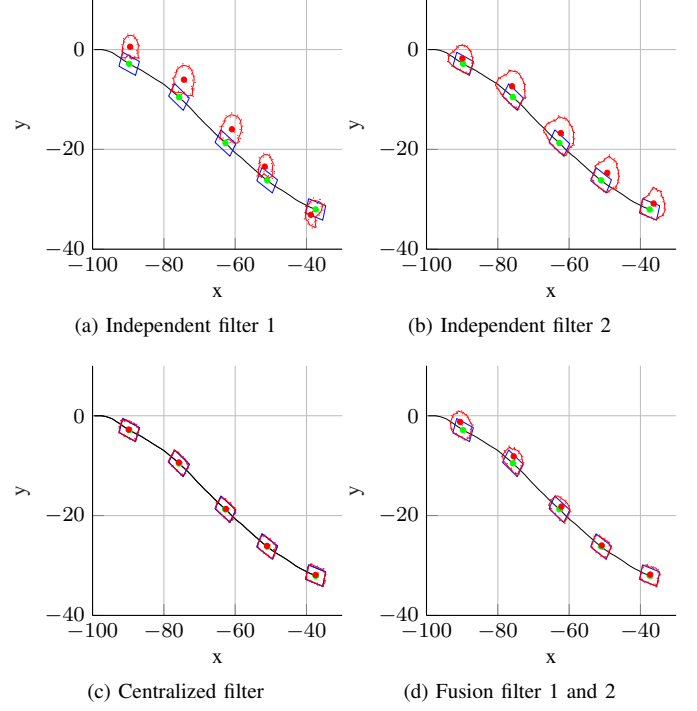 0
−20
−40
y
−100 −80 −60 −40
x
(a) Independent filter 1
0
−20
−40
y
−100 −80 −60 −40
x
(b) Independent filter 2
0
−20
−40
y
−100 −80 −60 −40
x
(c) Centralized filter
0
−20
−40
y
−100 −80 −60 −40
x
(d) Fusion filter 1 and 2